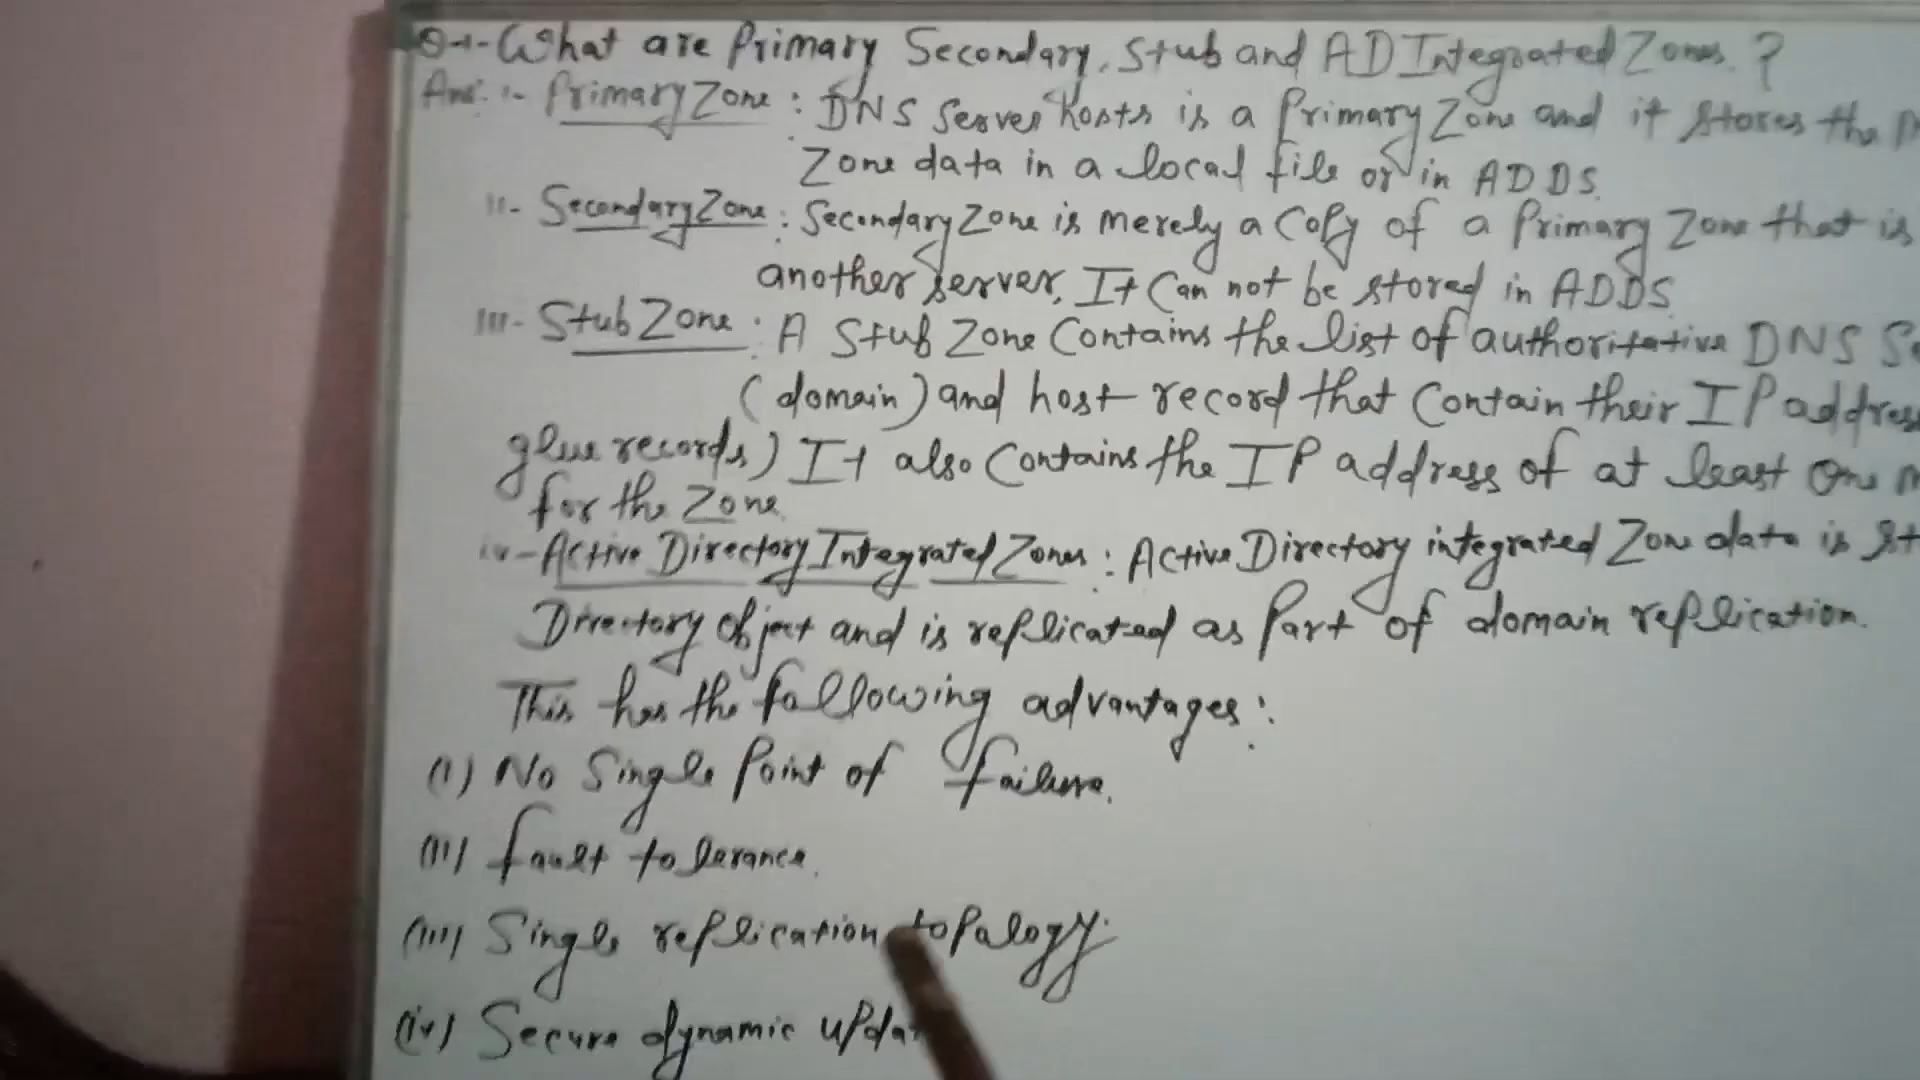 Q-1- What are Primary Secondary, Stub and AD Integrated Zones.?
Ans:- i- Primary Zone : DNS Server hosts is a Primary Zone and it stores the
Zone data in a local file or in ADDS.
ii- Secondary Zone : Secondary Zone is merely a Copy of a Primary Zone that is
another server, It Can not be stored in ADDS
iii- Stub Zone : A Stub Zone Contains the list of authoritative DNS
(domain) and host record that Contain their IP address
glue records) It also Contains the IP address of at least One
for the Zone.
iv- Active Directory Integrated Zones : Active Directory integrated Zone data is
Directory object and is replicated as Part of domain replication.
This has the following advantages :
(i) No Single Point of failure.
(ii) fault tolerance.
(iii) Single replication topalogy.
(iv) Secure dynamic